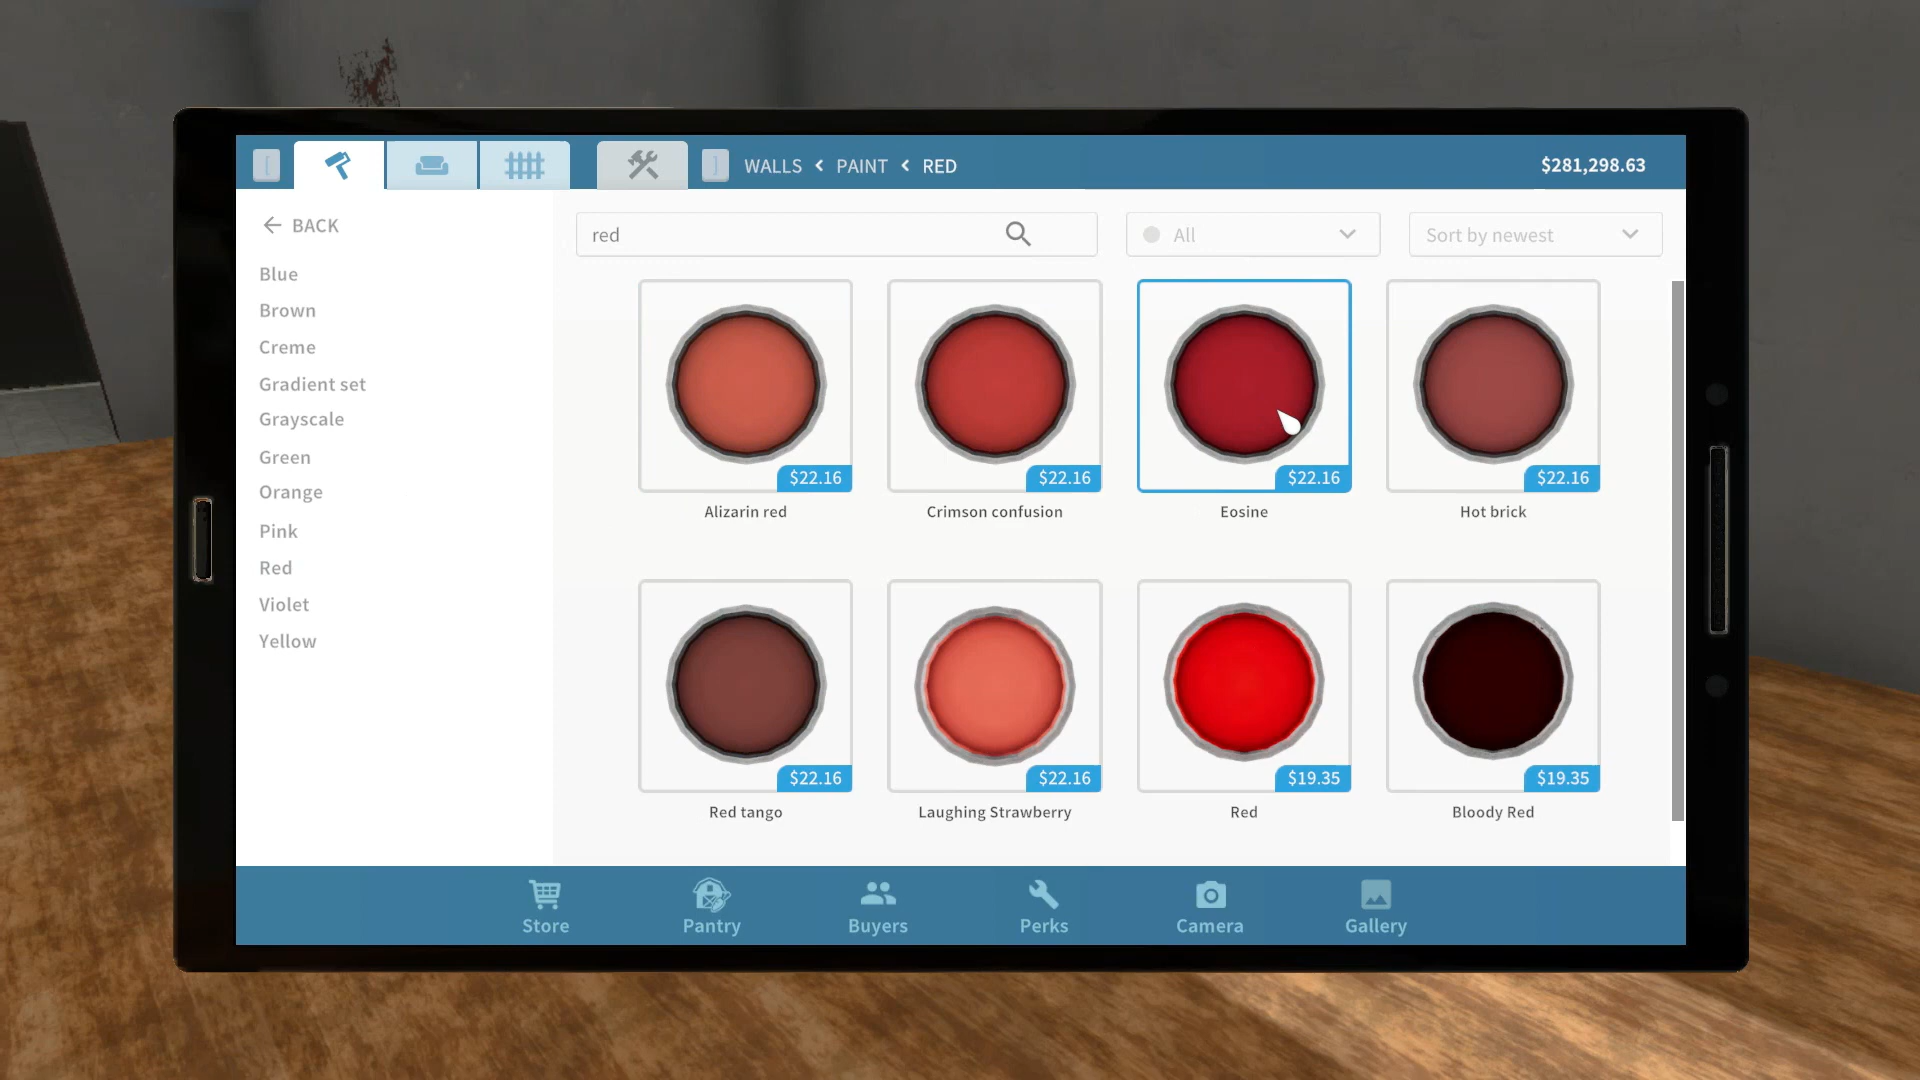 [ ] WALLS < PAINT < RED $281,298.63
BACK
red
All
Sort by newest
Blue
Brown
Creme
Gradient set
Grayscale
Green
Orange
Pink
Red
Violet
Yellow
$22.16 $22.16 $22.16 $22.16
Alizarin red Crimson confusion Eosine Hot brick
$22.16 $22.16 $19.35 $19.35
Red tango Laughing Strawberry Red Bloody Red
Store Pantry Buyers Perks Camera Gallery